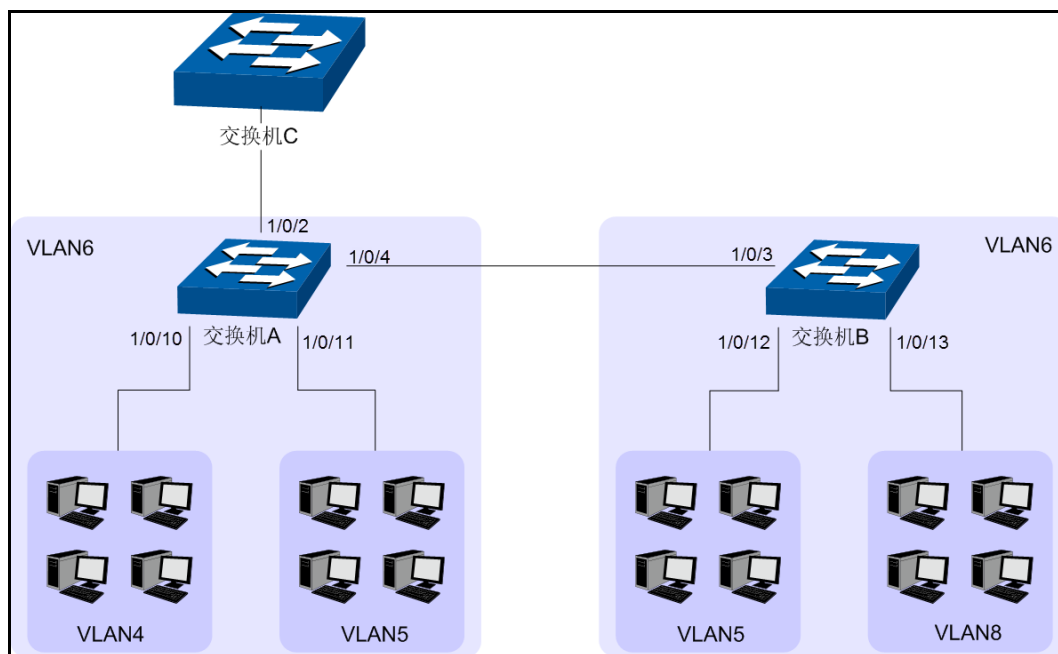 交换机C
1/0/2
VLAN6
VLAN6
1/0/4
1/0/3
1/0/10
交换机A
1/0/11
1/0/12
交换机B
1/0/13
VLAN4
VLAN5
VLAN5
VLAN8